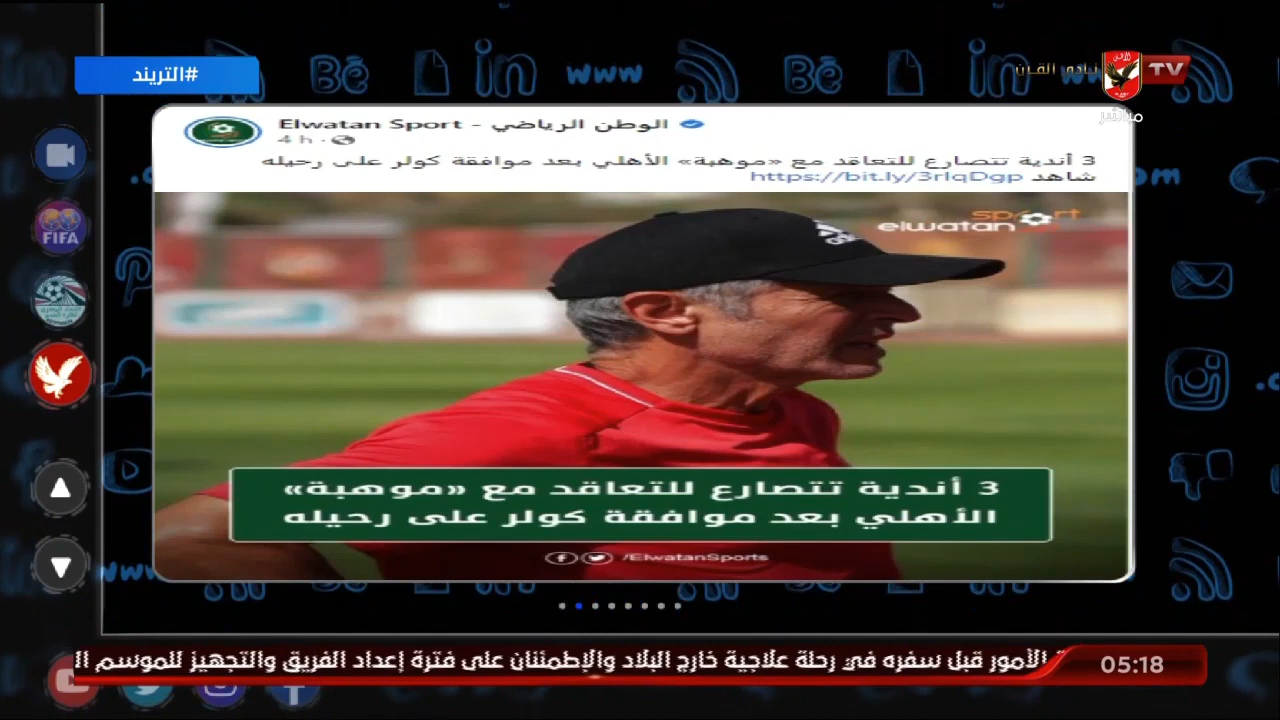 #التريند
نادي القرن
TV
مباشر
Elwatan Sport - الوطن الرياضي
4 h
3 أندية تتصارع للتعاقد مع «موهبة» الأهلي بعد موافقة كولر على رحيله
شاهد https://bit.ly/3rIqDgp
sport
elwatan
FIFA
3 أندية تتصارع للتعاقد مع «موهبة»
الأهلي بعد موافقة كولر على رحيله
/ElwatanSports
الأمور قبل سفره في رحلة علاجية خارج البلاد والإطمئنان على فترة إعداد الفريق والتجهيز للموسم
05:18